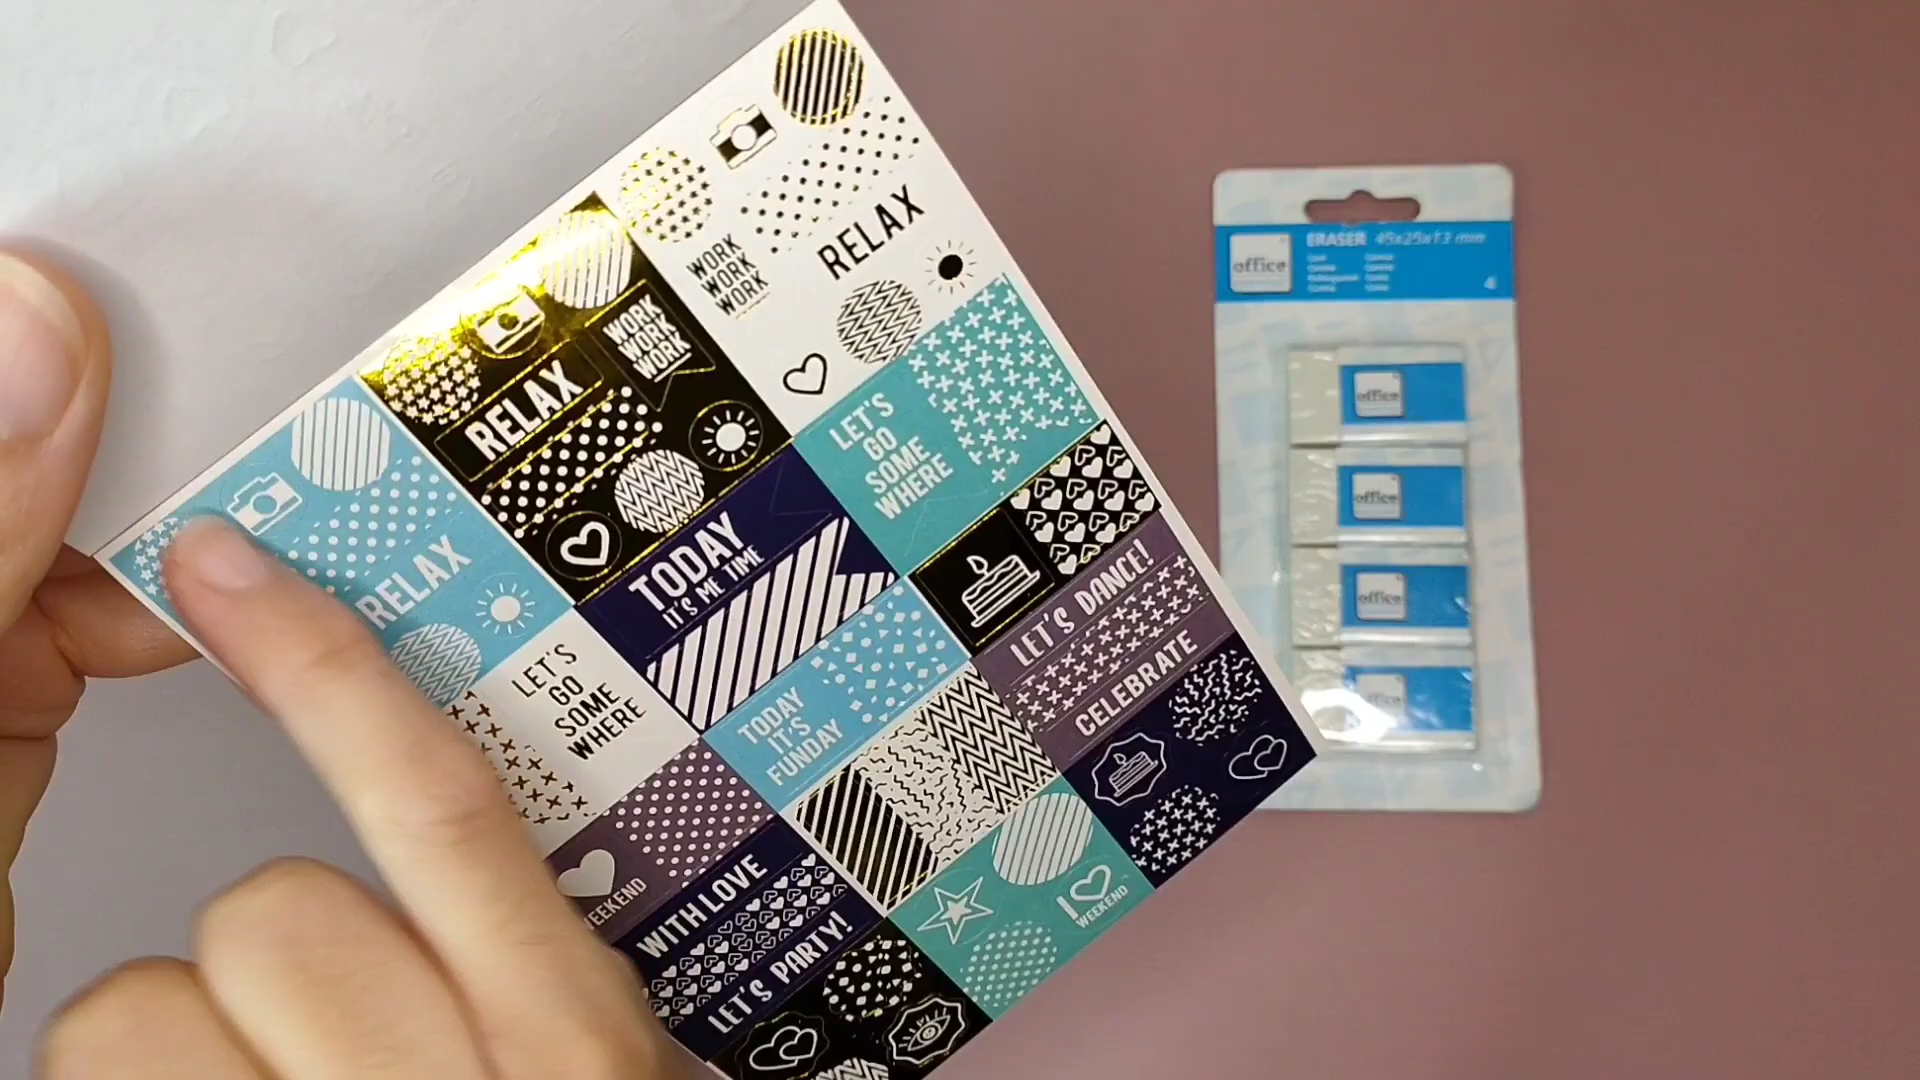 RELAX
WORK
WORK
WORK
RELAX
WORK
WORK
WORK
RELAX
LET'S
GO
SOME
WHERE
TODAY
IT'S ME TIME
LET'S
GO
SOME
WHERE
TODAY
IT'S
FUNDAY
LET'S DANCE!
CELEBRATE
WEEKEND
WITH LOVE
LET'S PARTY!
I
WEEKEND
ERASER 45x25x13 mm
office
4
office
office
office
office